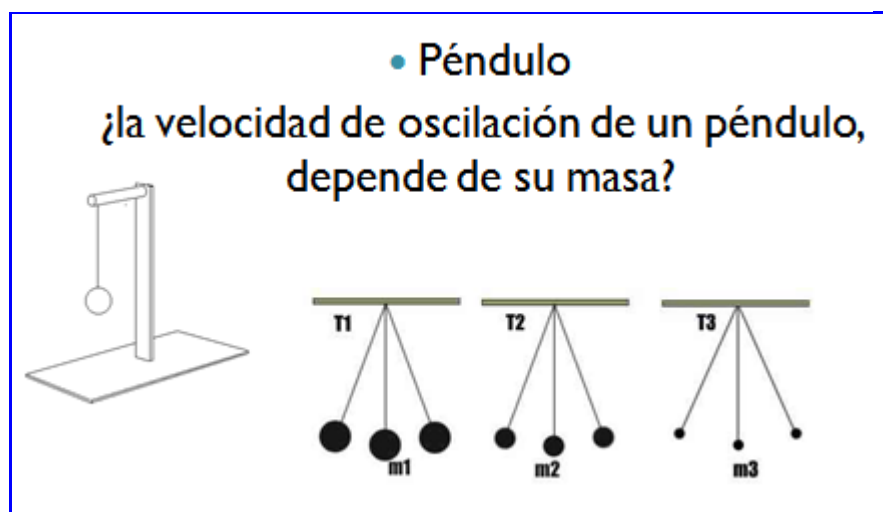 • Péndulo
¿la velocidad de oscilación de un péndulo,
depende de su masa?
T1 T2 T3
m1 m2 m3